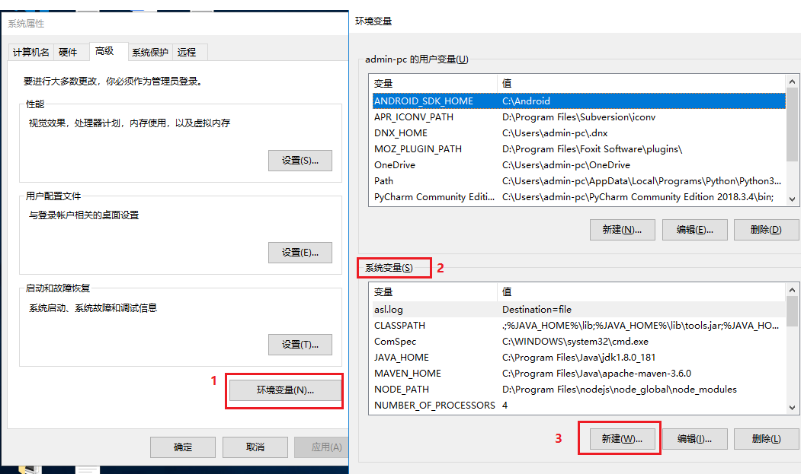 系统属性
计算机名 硬件 高级 系统保护 远程
要进行大多数更改，你必须作为管理员登录。
性能
视觉效果，处理器计划，内存使用，以及虚拟内存
设置(S)...
用户配置文件
与登录帐户相关的桌面设置
设置(E)...
启动和故障恢复
系统启动、系统故障和调试信息
设置(T)...
1
环境变量(N)...
确定 取消 应用(A)
环境变量
admin-pc 的用户变量(U)
变量 值
ANDROID_SDK_HOME C:\Android
APR_ICONV_PATH D:\Program Files\Subversion\iconv
DNX_HOME C:\Users\admin-pc\.dnx
MOZ_PLUGIN_PATH D:\Program Files\Foxit Software\plugins\
OneDrive C:\Users\admin-pc\OneDrive
Path C:\Users\admin-pc\AppData\Local\Programs\Python\Python3...
PyCharm Community Editi... C:\Users\admin-pc\PyCharm Community Edition 2018.3.4\bin;
新建(N)... 编辑(E)... 删除(D)
系统变量(S) 2
变量 值
asl.log Destination=file
CLASSPATH .;%JAVA_HOME%\lib;%JAVA_HOME%\lib\tools.jar;%JAVA_HO...
ComSpec C:\WINDOWS\system32\cmd.exe
JAVA_HOME C:\Program Files\Java\jdk1.8.0_181
MAVEN_HOME C:\Program Files\Java\apache-maven-3.6.0
NODE_PATH D:\Program Files\nodejs\node_global\node_modules
NUMBER_OF_PROCESSORS 4
3 新建(W)... 编辑(I)... 删除(L)